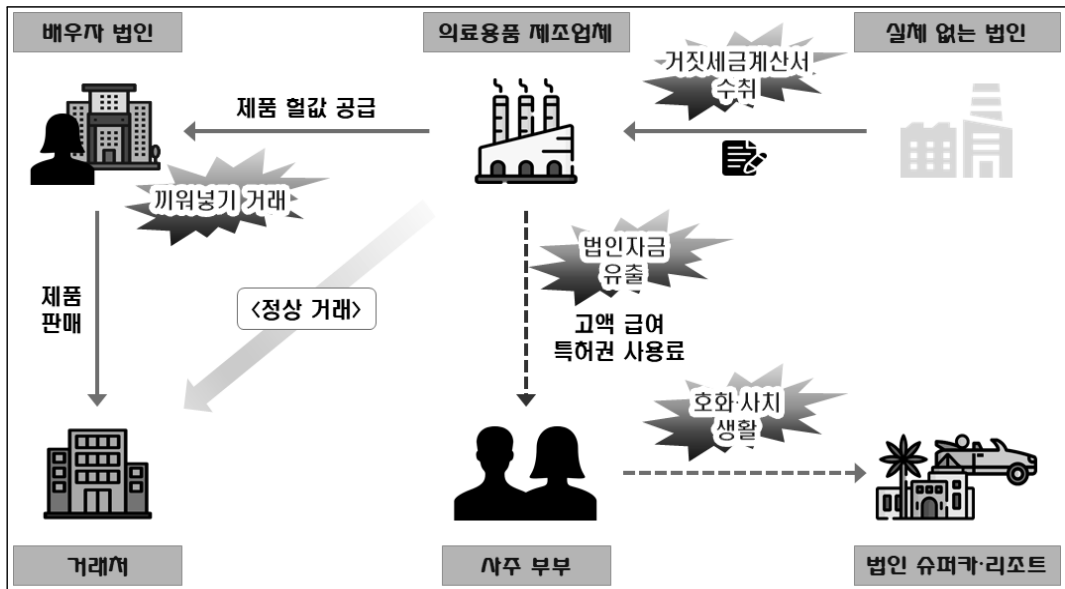 배우자 법인
의료용품 제조업체
실체 없는 법인
거짓세금계산서
수취
제품 헐값 공급
끼워넣기 거래
법인자금
유출
제품
판매
<정상 거래>
고액 급여
특허권 사용료
호화·사치
생활
거래처
사주 부부
법인 슈퍼카·리조트